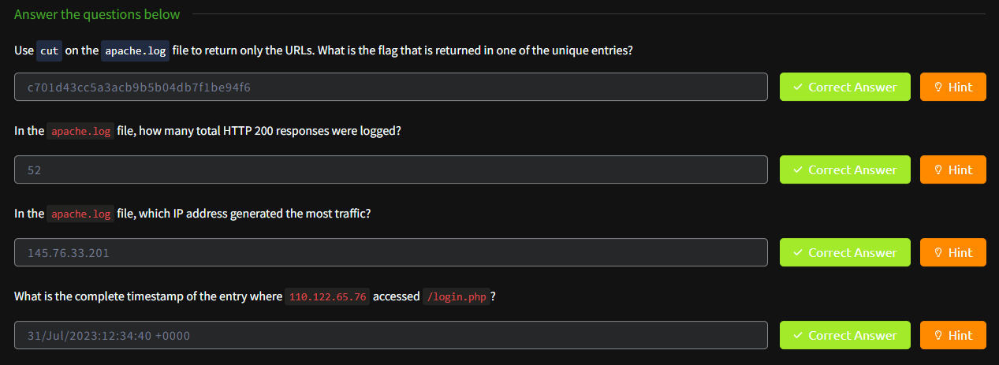 Answer the questions below
Use cut on the apache.log file to return only the URLs. What is the flag that is returned in one of the unique entries?
c701d43cc5a3acb9b5b04db7f1be94f6
Correct Answer
Hint
In the apache.log file, how many total HTTP 200 responses were logged?
52
Correct Answer
Hint
In the apache.log file, which IP address generated the most traffic?
145.76.33.201
Correct Answer
Hint
What is the complete timestamp of the entry where 110.122.65.76 accessed /login.php?
31/Jul/2023:12:34:40 +0000
Correct Answer
Hint